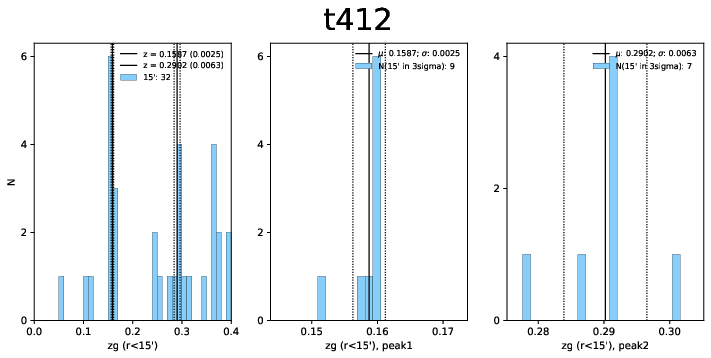 t412
z = 0.1587 (0.0025)
z = 0.2902 (0.0063)
15': 32
N
6
4
2
0
0.0 0.1 0.2 0.3 0.4
zg (r<15')
μ: 0.1587; σ: 0.0025
N(15' in 3sigma): 9
6
4
2
0
0.15 0.16 0.17
zg (r<15'), peak1
μ: 0.2902; σ: 0.0063
N(15' in 3sigma): 7
4
2
0
0.28 0.29 0.30
zg (r<15'), peak2